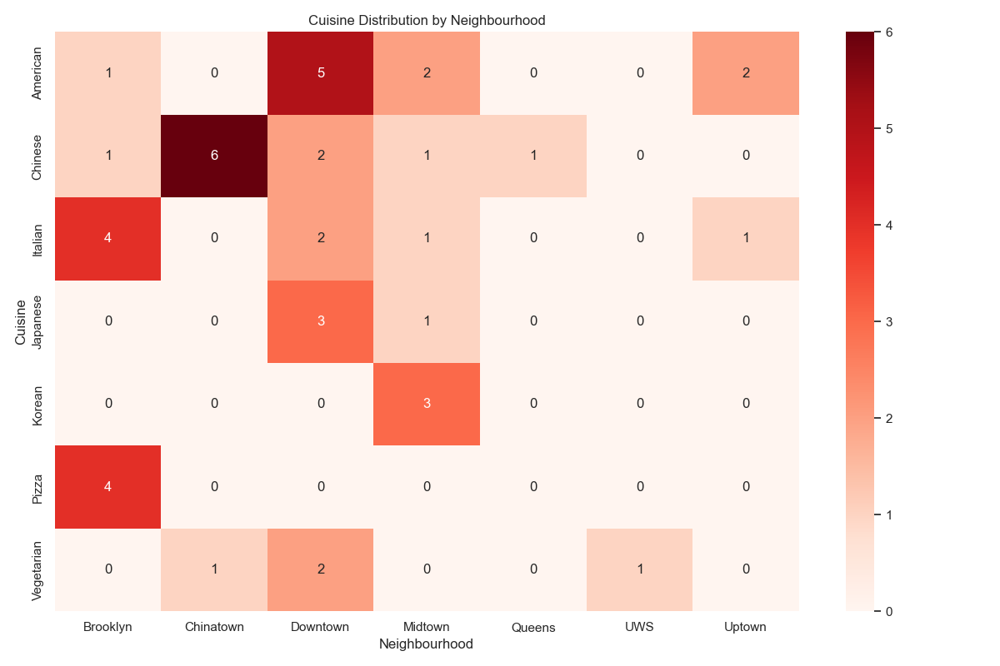 Cuisine Distribution by Neighbourhood
American 1 0 5 2 0 0 2
Chinese 1 6 2 1 1 0 0
Italian 4 0 2 1 0 0 1
Japanese 0 0 3 1 0 0 0
Korean 0 0 0 3 0 0 0
Pizza 4 0 0 0 0 0 0
Vegetarian 0 1 2 0 0 1 0
Cuisine
Brooklyn Chinatown Downtown Midtown Queens UWS Uptown
Neighbourhood
6
5
4
3
2
1
0